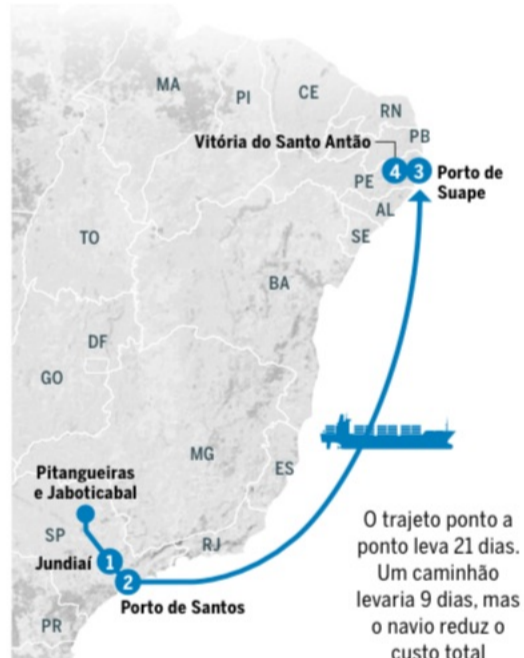 MA
PI
CE
RN
PB
Vitória do Santo Antão
4
3
Porto de
Suape
PE
AL
SE
TO
BA
DF
GO
MG
ES
Pitangueiras
e Jaboticabal
SP
Jundiaí
1
2
RJ
Porto de Santos
PR
O trajeto ponto a
ponto leva 21 dias.
Um caminhão
levaria 9 dias, mas
o navio reduz o
custo total